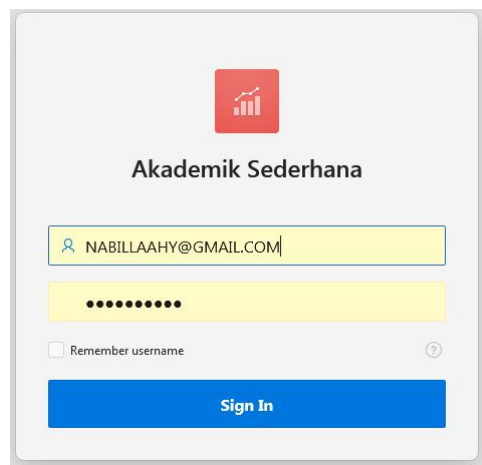 Akademik Sederhana
NABILLAAHY@GMAIL.COM
●●●●●●●●●●
Remember username
?
Sign In